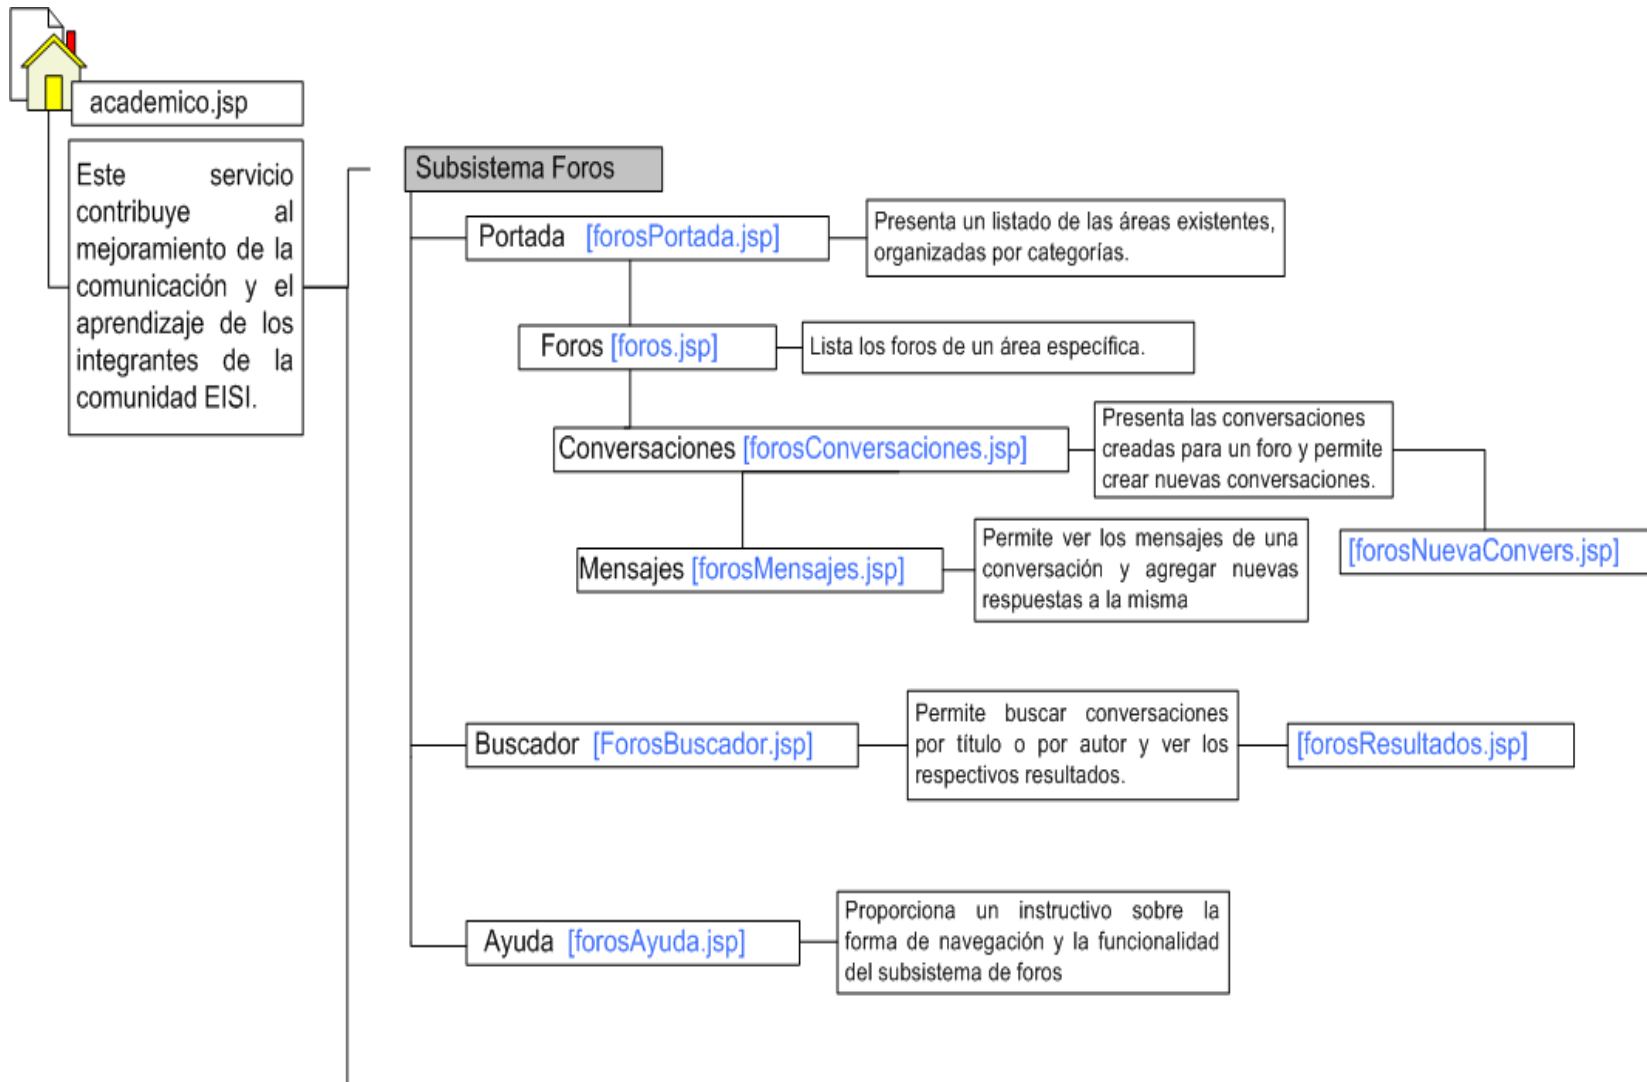 academico.jsp
Este servicio
contribuye al
mejoramiento de la
comunicación y el
aprendizaje de los
integrantes de la
comunidad EISI.
Subsistema Foros
Portada [forosPortada.jsp]
Presenta un listado de las áreas existentes,
organizadas por categorías.
Foros [foros.jsp]
Lista los foros de un área específica.
Conversaciones [forosConversaciones.jsp]
Presenta las conversaciones
creadas para un foro y permite
crear nuevas conversaciones.
[forosNuevaConvers.jsp]
Mensajes [forosMensajes.jsp]
Permite ver los mensajes de una
conversación y agregar nuevas
respuestas a la misma
Buscador [ForosBuscador.jsp]
Permite buscar conversaciones
por título o por autor y ver los
respectivos resultados.
[forosResultados.jsp]
Ayuda [forosAyuda.jsp]
Proporciona un instructivo sobre la
forma de navegación y la funcionalidad
del subsistema de foros